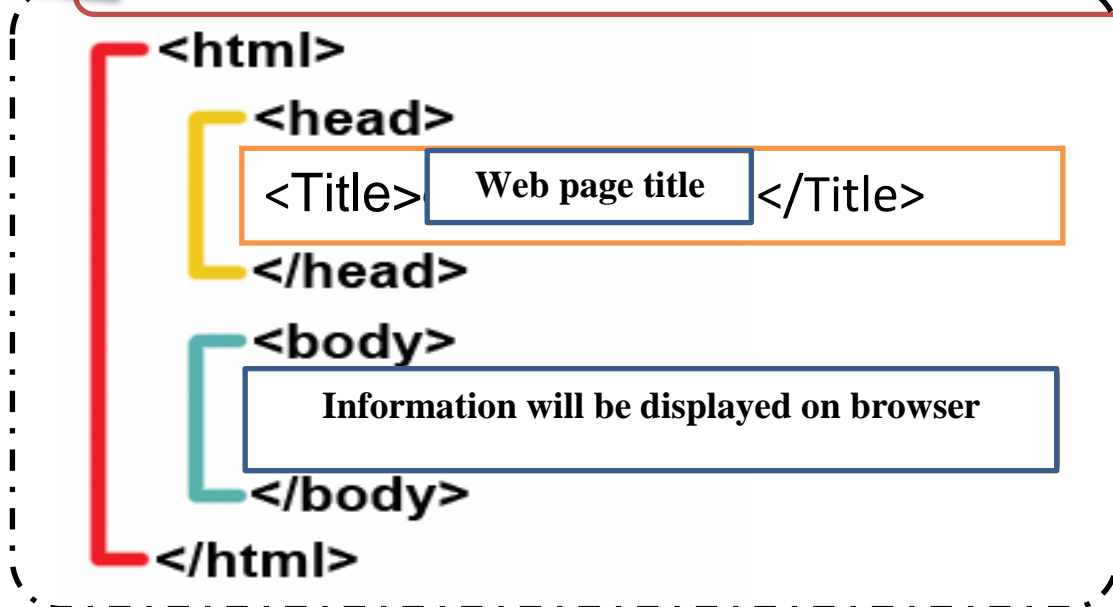 <html>
<head>
<Title> Web page title </Title>
</head>
<body>
Information will be displayed on browser
</body>
</html>